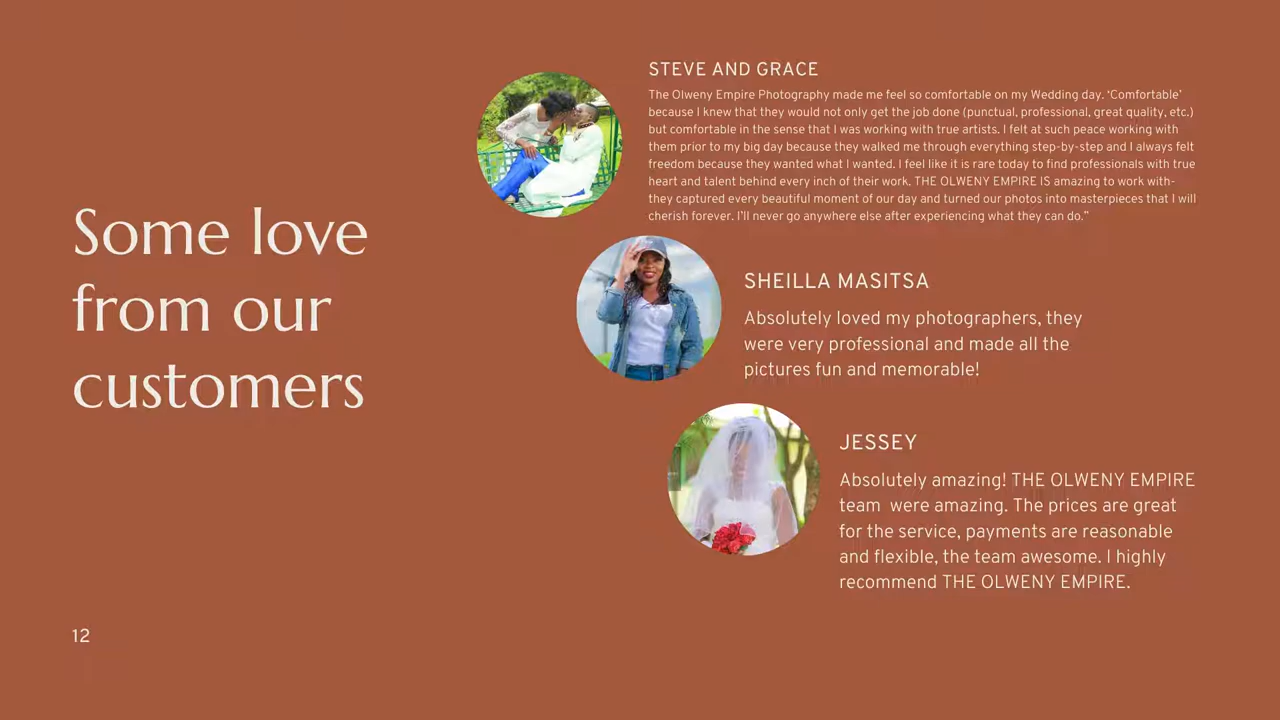 Some love
from our
customers
STEVE AND GRACE
The Olweny Empire Photography made me feel so comfortable on my Wedding day. ‘Comfortable’
because I knew that they would not only get the job done (punctual, professional, great quality, etc.)
but comfortable in the sense that I was working with true artists. I felt at such peace working with
them prior to my big day because they walked me through everything step-by-step and I always felt
freedom because they wanted what I wanted. I feel like it is rare today to find professionals with true
heart and talent behind every inch of their work. THE OLWENY EMPIRE IS amazing to work with-
they captured every beautiful moment of our day and turned our photos into masterpieces that I will
cherish forever. I’ll never go anywhere else after experiencing what they can do.”
SHEILLA MASITSA
Absolutely loved my photographers, they
were very professional and made all the
pictures fun and memorable!
JESSEY
Absolutely amazing! THE OLWENY EMPIRE
team  were amazing. The prices are great
for the service, payments are reasonable
and flexible, the team awesome. I highly
recommend THE OLWENY EMPIRE.
12